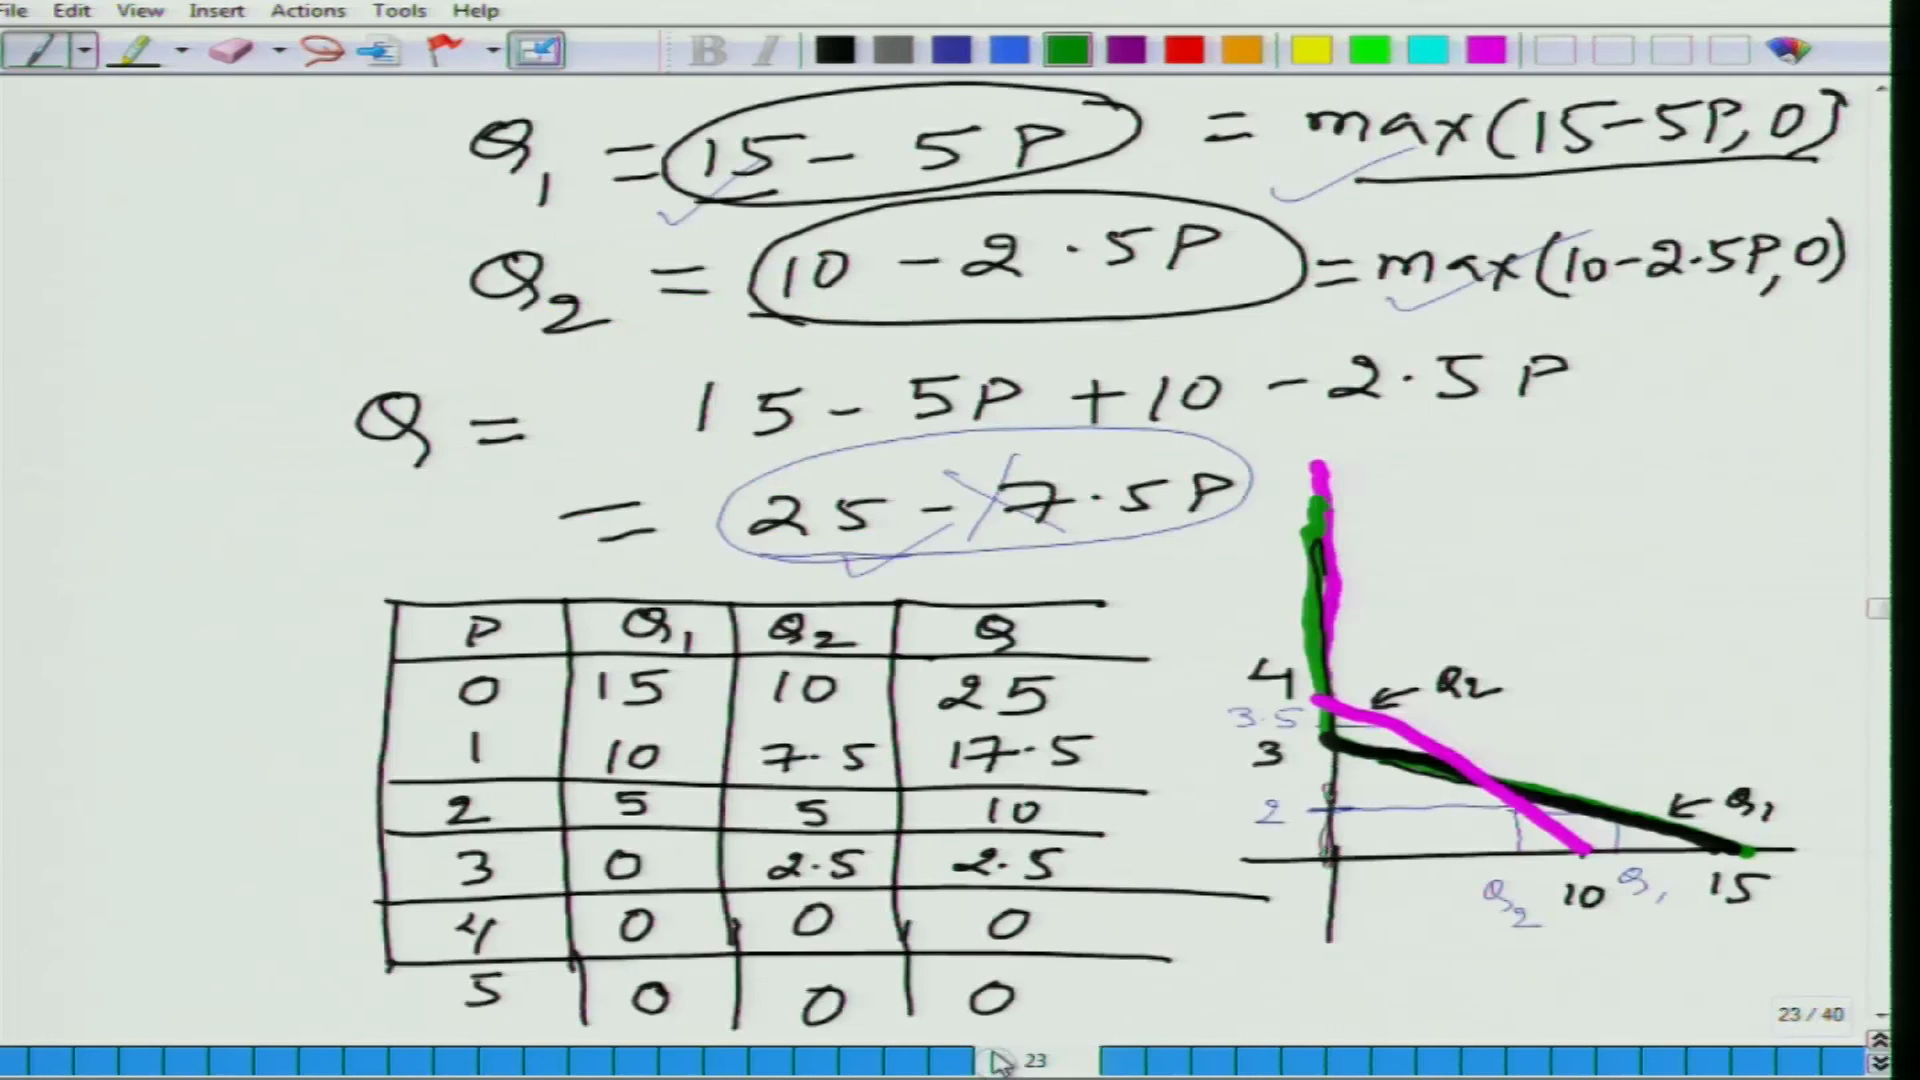 File Edit View Insert Actions Tools Help
B I
Q1 = 15 - 5P = max(15-5P, 0)
Q2 = 10 - 2.5P = max(10-2.5P, 0)
Q = 15 - 5P + 10 - 2.5P
= 25 - 7.5P
P Q1 Q2 Q
0 15 10 25
1 10 7.5 17.5
2 5 5 10
3 0 2.5 2.5
4 0 0 0
5 0 0 0
4 Q2
3.5
3
2 Q1
Q2 10 Q1 15
23 / 40
23